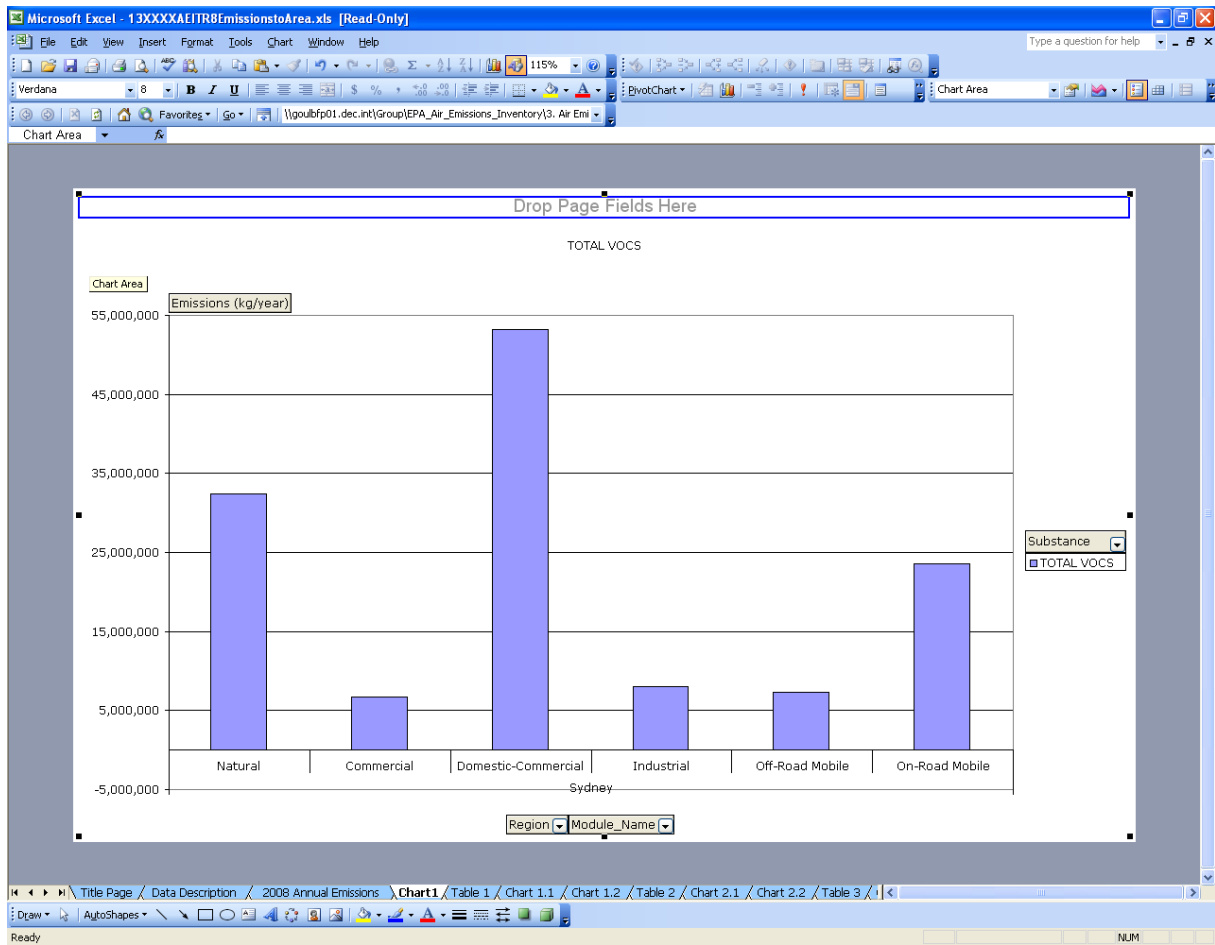 Microsoft Excel - 13XXXXAEITR8EmissionstoArea.xls [Read-Only]
File Edit View Insert Format Tools Chart Window Help
Type a question for help
115%
Verdana
8
B I U
$ %
PivotChart
Chart Area
Favorites Go \\goulbfp01.dec.int\Group\EPA_Air_Emissions_Inventory\3. Air Emi
Chart Area
fx
Drop Page Fields Here
TOTAL VOCS
Chart Area
Emissions (kg/year)
55,000,000
45,000,000
35,000,000
25,000,000
15,000,000
5,000,000
-5,000,000
Substance
TOTAL VOCS
Natural Commercial Domestic-Commercial Industrial Off-Road Mobile On-Road Mobile
Sydney
Region Module_Name
Title Page Data Description 2008 Annual Emissions Chart1 Table 1 Chart 1.1 Chart 1.2 Table 2 Chart 2.1 Chart 2.2 Table 3
Draw AutoShapes
Ready
NUM